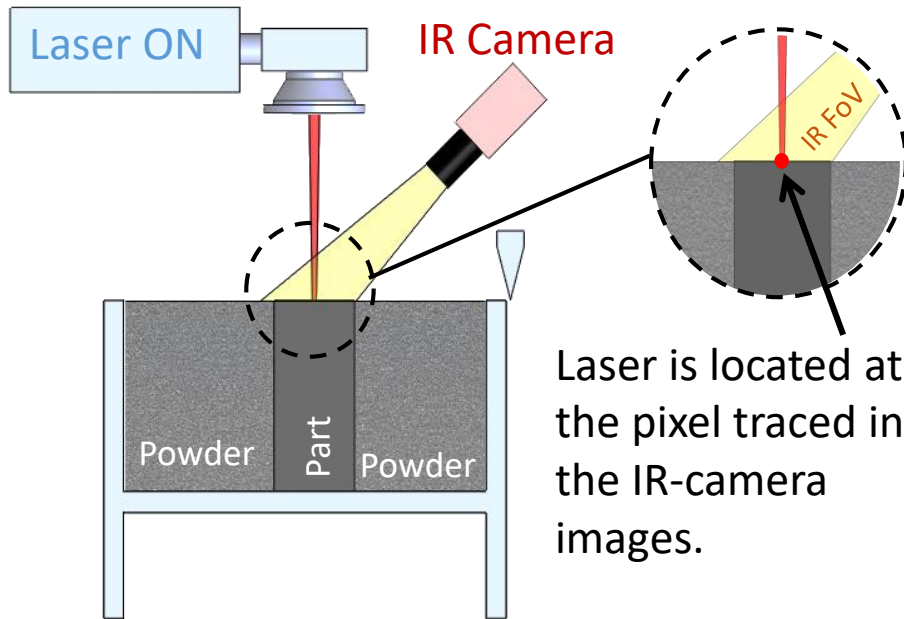 Laser ON
IR Camera
IR FoV
Laser is located at
the pixel traced in
the IR-camera
images.
Powder
Part
Powder